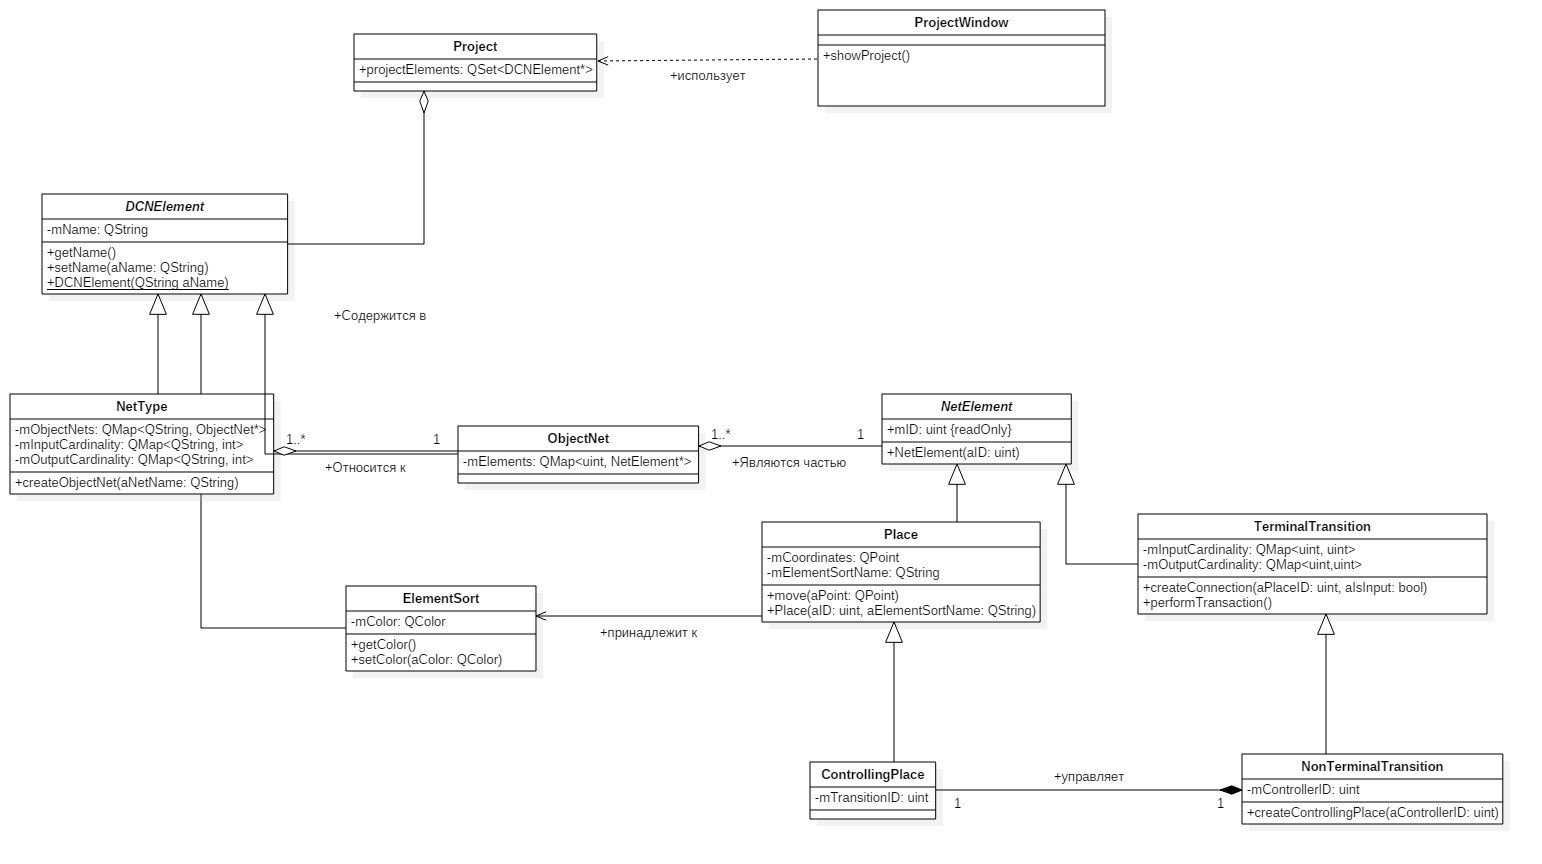 ProjectWindow
+showProject()
Project
+projectElements: QSet<DCNElement*>
+использует
DCNElement
-mName: QString
+getName()
+setName(aName: QString)
+DCNElement(QString aName)
+Содержится в
NetType
-mObjectNets: QMap<QString, ObjectNet*>
-mInputCardinality: QMap<QString, int>
-mOutputCardinality: QMap<QString, int>
+createObjectNet(aNetName: QString)
1..*
1
+Относится к
ObjectNet
-mElements: QMap<uint, NetElement*>
1..*
1
+Являются частью
NetElement
+mID: uint {readOnly}
+NetElement(aID: uint)
Place
-mCoordinates: QPoint
-mElementSortName: QString
+move(aPoint: QPoint)
+Place(aID: uint, aElementSortName: QString)
TerminalTransition
-mInputCardinality: QMap<uint, uint>
-mOutputCardinality: QMap<uint,uint>
+createConnection(aPlaceID: uint, aIsInput: bool)
+performTransaction()
ElementSort
-mColor: QColor
+getColor()
+setColor(aColor: QColor)
+принадлежит к
ControllingPlace
-mTransitionID: uint
+управляет
1
1
NonTerminalTransition
-mControllerID: uint
+createControllingPlace(aControllerID: uint)